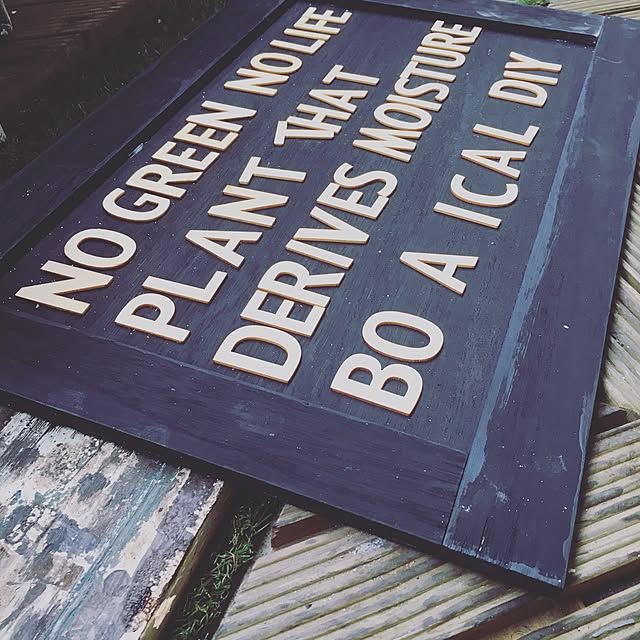 NO GREEN NO LIFE
PLANT THAT
DERIVES MOISTURE
BO A ICAL DIY